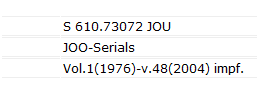 S 610.73072 JOU
JOO-Serials
Vol.1(1976)-v.48(2004) impf.